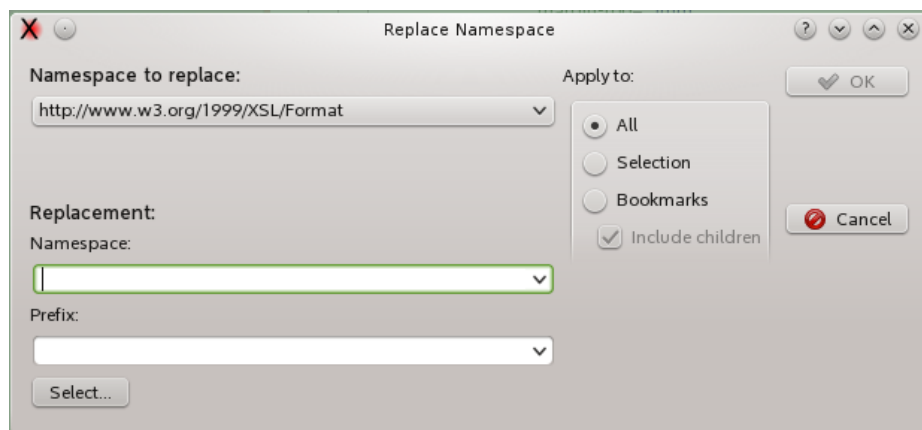 Replace Namespace
Namespace to replace:
http://www.w3.org/1999/XSL/Format
Apply to:
OK
All
Selection
Bookmarks
Include children
Cancel
Replacement:
Namespace:
Prefix:
Select...